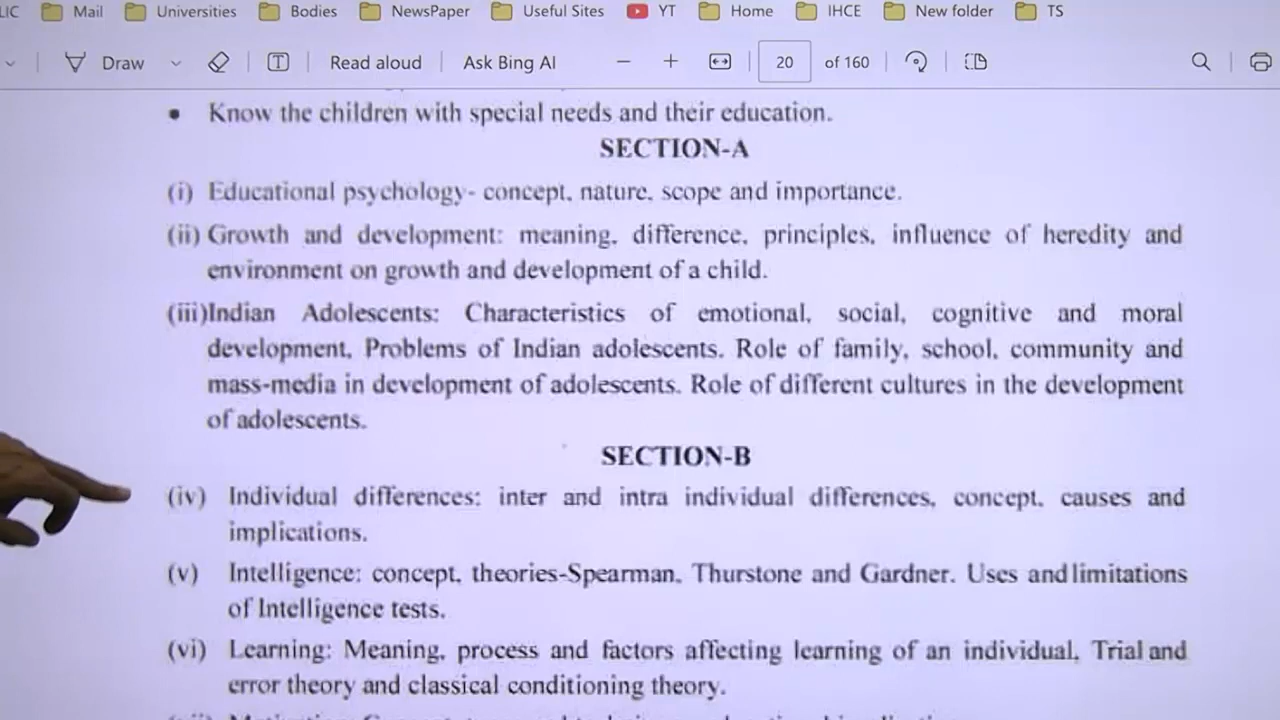 LIC Mail Universities Bodies NewsPaper Useful Sites YT Home IHCE New folder TS
Draw T Read aloud Ask Bing AI 20 of 160
• Know the children with special needs and their education.
SECTION-A
(i) Educational psychology- concept, nature, scope and importance.
(ii) Growth and development: meaning, difference, principles, influence of heredity and
environment on growth and development of a child.
(iii)Indian Adolescents: Characteristics of emotional, social, cognitive and moral
development, Problems of Indian adolescents. Role of family, school, community and
mass-media in development of adolescents. Role of different cultures in the development
of adolescents.
SECTION-B
(iv) Individual differences: inter and intra individual differences, concept, causes and
implications.
(v) Intelligence: concept, theories-Spearman, Thurstone and Gardner. Uses and limitations
of Intelligence tests.
(vi) Learning: Meaning, process and factors affecting learning of an individual, Trial and
error theory and classical conditioning theory.